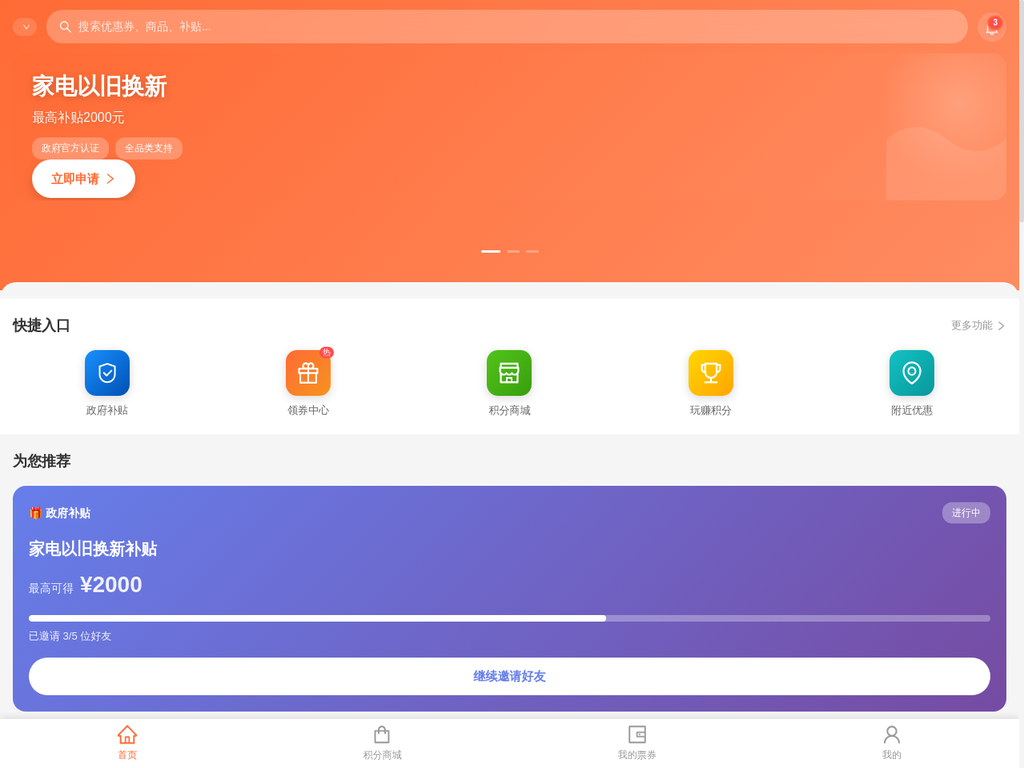 搜索优惠券、商品、补贴...
3
家电以旧换新
最高补贴2000元
政府官方认证 全品类支持
立即申请
快捷入口 更多功能
热
政府补贴 领券中心 积分商城 玩赚积分 附近优惠
为您推荐
🎁 政府补贴 进行中
家电以旧换新补贴
最高可得 ¥2000
已邀请 3/5 位好友
继续邀请好友
首页 积分商城 我的票券 我的